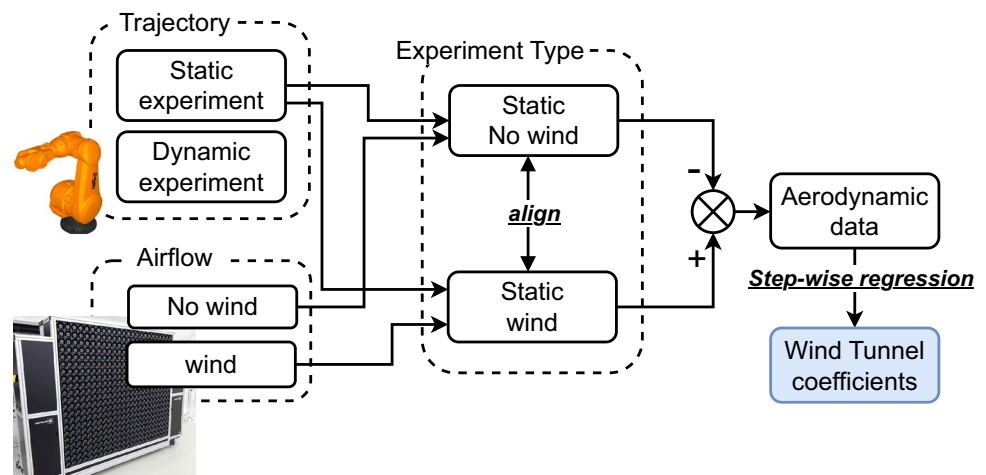 Trajectory
Static
experiment
Dynamic
experiment
Airflow
No wind
wind
Experiment Type
Static
No wind
align
Static
wind
-
+
Aerodynamic
data
Step-wise regression
Wind Tunnel
coefficients